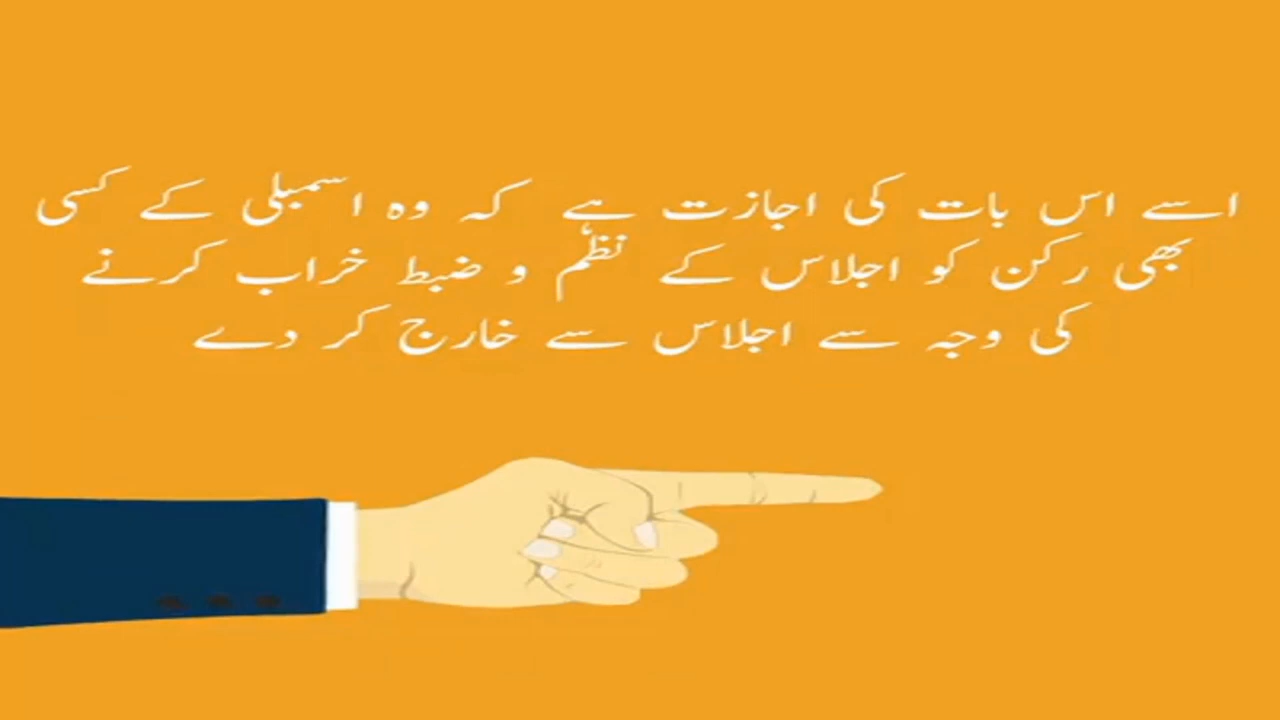 اسے اس بات کی اجازت ہے کہ وہ اسمبلی کے کسی
بھی رکن کو اجلاس کے نظم و ضبط خراب کرنے
کی وجہ سے اجلاس سے خارج کر دے